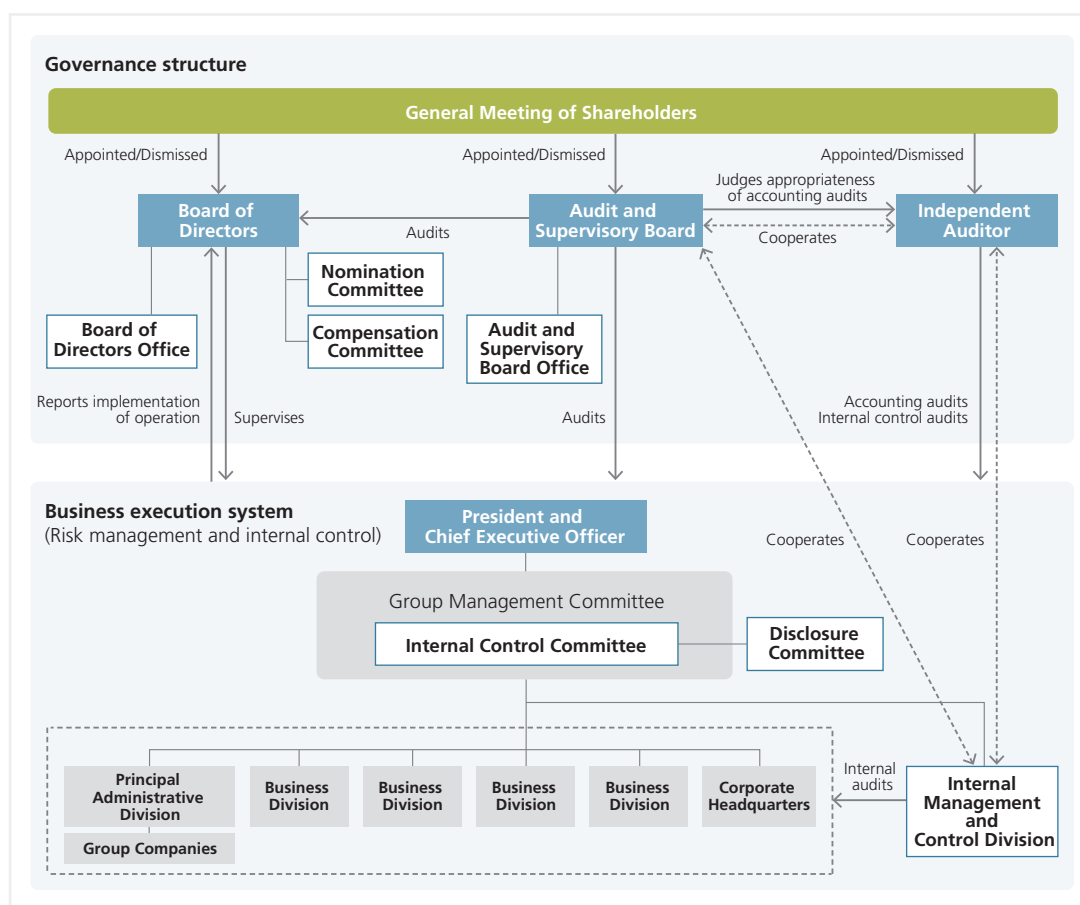 Governance structure
General Meeting of Shareholders
Appointed/Dismissed
Appointed/Dismissed
Appointed/Dismissed
Judges appropriateness
of accounting audits
Board of
Directors
Audits
Audit and
Supervisory Board
Cooperates
Independent
Auditor
Nomination
Committee
Board of
Directors Office
Compensation
Committee
Audit and
Supervisory
Board Office
Reports implementation
of operation
Supervises
Audits
Accounting audits
Internal control audits
Business execution system
(Risk management and internal control)
President and
Chief Executive Officer
Cooperates
Cooperates
Group Management Committee
Internal Control Committee
Disclosure
Committee
Principal
Administrative
Division
Business
Division
Business
Division
Business
Division
Business
Division
Corporate
Headquarters
Internal
audits
Internal
Management
and
Control Division
Group Companies